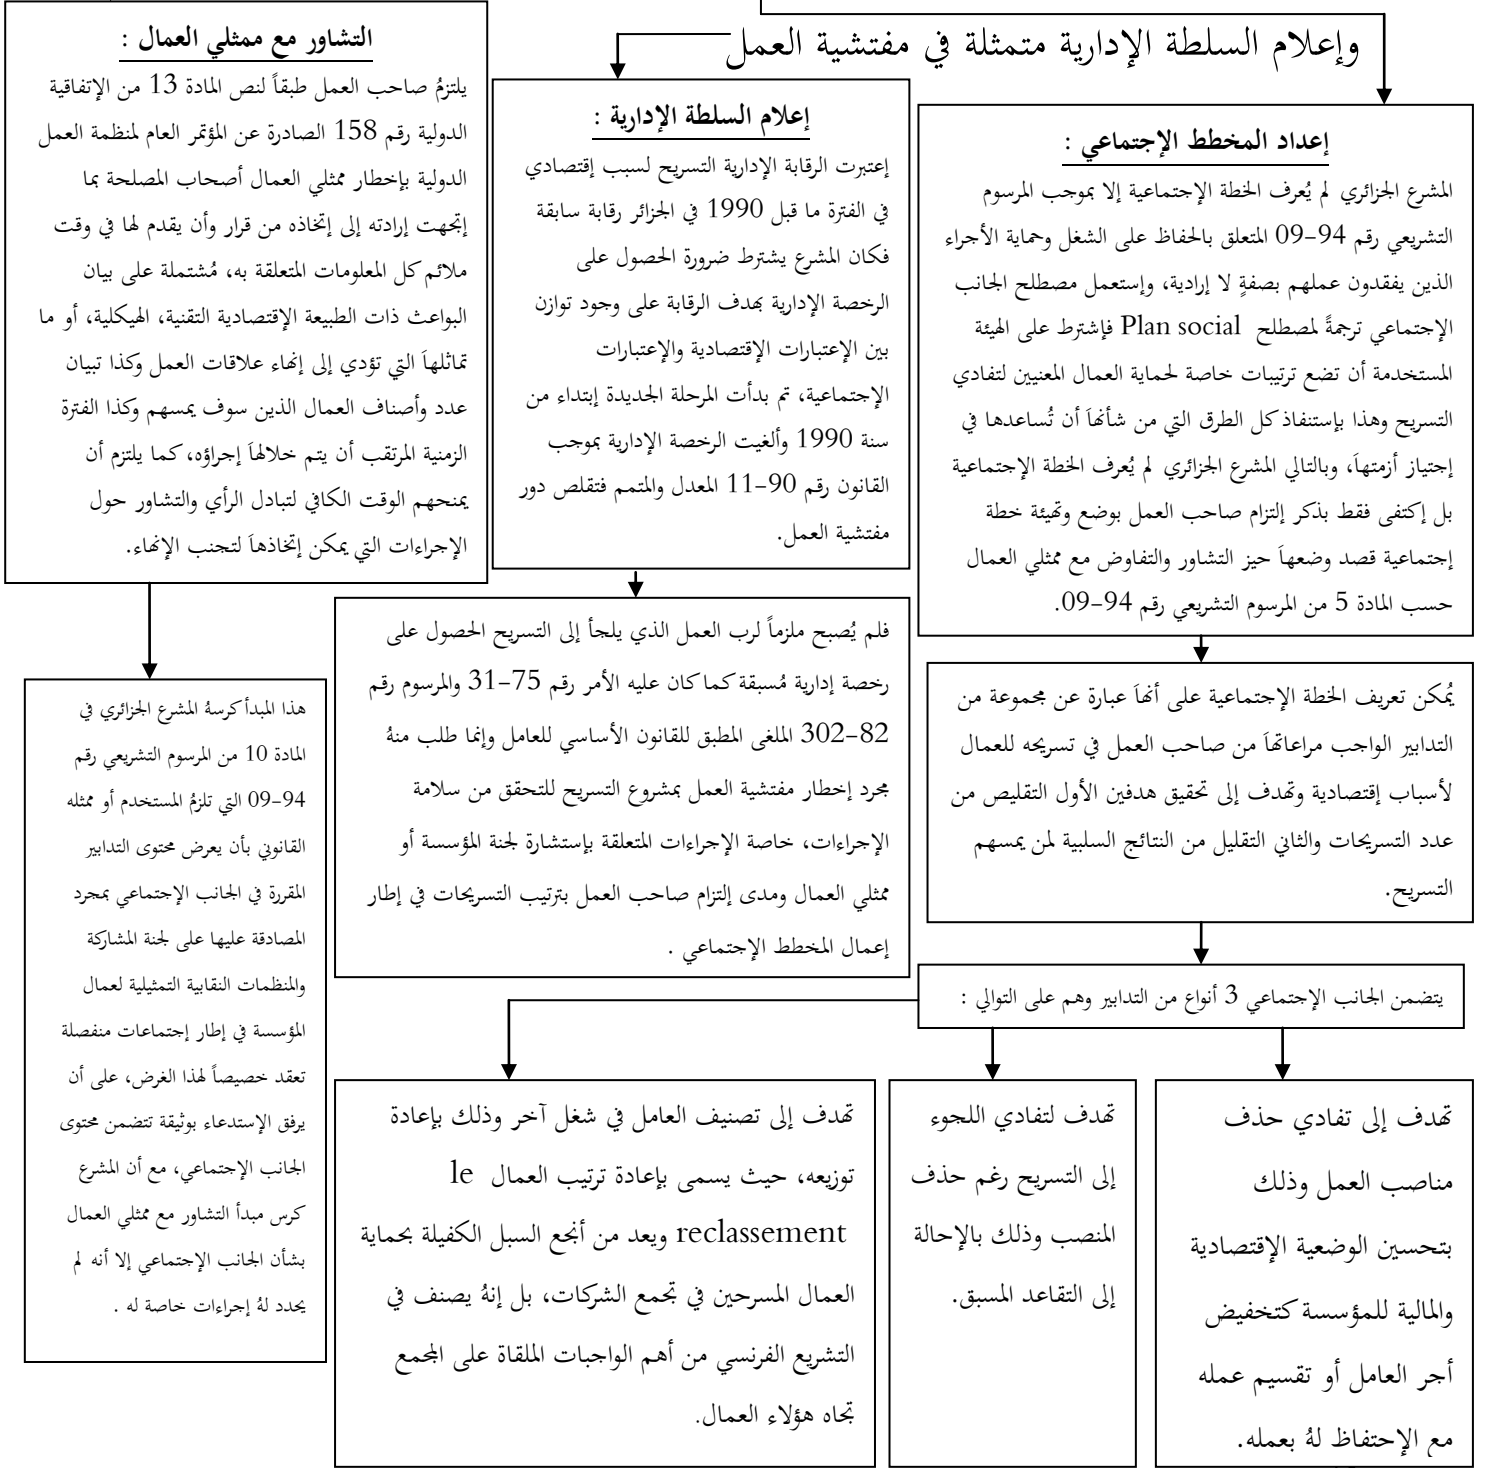 وإعلام السلطة الإدارية متمثلة في مفتشية العمل
إعداد المخطط الإجتماعي :
المشرع الجزائري لم يُعرف الخطة الإجتماعية إلا بموجب المرسوم
التشريعي رقم 94-09 المتعلق بالحفاظ على الشغل وحماية الأجراء
الذين يفقدون عملهم بصفةٍ لا إرادية، وإستعمل مصطلح الجانب
الإجتماعي ترجمةً لمصطلح Plan social فإشترط على الهيئة
المستخدمة أن تضع ترتيبات خاصة لحماية العمال المعنيين لتفادي
التسريح وهذا بإستنفاذ كل الطرق التي من شأنهاَ أن تُساعدها في
إجتياز أزمتهاَ، وبالتالي المشرع الجزائري لم يُعرف الخطة الإجتماعية
بل إكتفى فقط بذكر إلتزام صاحب العمل بوضع وتهيئة خطة
إجتماعية قصد وضعهاَ حيز التشاور والتفاوض مع ممثلي العمال
حسب المادة 5 من المرسوم التشريعي رقم 94-09.
يُمكن تعريف الخطة الإجتماعية على أنهاَ عبارة عن مجموعة من
التدابير الواجب مراعاتهاَ من صاحب العمل في تسريحه للعمال
لأسباب إقتصادية وتهدف إلى تحقيق هدفين الأول التقليص من
عدد التسريحات والثاني التقليل من النتائج السلبية لمن يمسهم
التسريح.
يتضمن الجانب الإجتماعي 3 أنواع من التدابير وهم على التوالي :
تهدف إلى تفادي حذف
مناصب العمل وذلك
بتحسين الوضعية الإقتصادية
والمالية للمؤسسة كتخفيض
أجر العامل أو تقسيم عمله
مع الإحتفاظ لهُ بعمله.
تهدف لتفادي اللجوء
إلى التسريح رغم حذف
المنصب وذلك بالإحالة
إلى التقاعد المسبق.
تهدف إلى تصنيف العامل في شغل آخر وذلك بإعادة
توزيعه، حيث يسمى بإعادة ترتيب العمال le
reclassement ويعد من أنجع السبل الكفيلة بحماية
العمال المسرحين في تجمع الشركات، بل إنهُ يصنف في
التشريع الفرنسي من أهم الواجبات الملقاة على المجمع
تجاه هؤلاء العمال.
إعلام السلطة الإدارية :
إعتبرت الرقابة الإدارية التسريح لسبب إقتصادي
في الفترة ما قبل 1990 في الجزائر رقابة سابقة
فكان المشرع يشترط ضرورة الحصول على
الرخصة الإدارية بهدف الرقابة على وجود توازن
بين الإعتبارات الإقتصادية والإعتبارات
الإجتماعية، تم بدأت المرحلة الجديدة إبتداء من
سنة 1990 وألغيت الرخصة الإدارية بموجب
القانون رقم 90-11 المعدل والمتمم فتقلص دور
مفتشية العمل.
فلم يُصبح ملزماً لرب العمل الذي يلجأ إلى التسريح الحصول على
رخصة إدارية مُسبقة كما كان عليه الأمر رقم 75-31 والمرسوم رقم
82-302 الملغى المطبق للقانون الأساسي للعامل وإنما طلب منهُ
مجرد إخطار مفتشية العمل بمشروع التسريح للتحقق من سلامة
الإجراءات، خاصة الإجراءات المتعلقة بإستشارة لجنة المؤسسة أو
ممثلي العمال ومدى إلتزام صاحب العمل بترتيب التسريحات في إطار
إعمال المخطط الإجتماعي .
التشاور مع ممثلي العمال :
يلتزمُ صاحب العمل طبقاً لنص المادة 13 من الإتفاقية
الدولية رقم 158 الصادرة عن المؤتمر العام لمنظمة العمل
الدولية بإخطار ممثلي العمال أصحاب المصلحة بما
إتجهت إرادته إلى إتخاذه من قرار وأن يقدم لها في وقت
ملائم كل المعلومات المتعلقة به، مُشتملة على بيان
البواعث ذات الطبيعة الإقتصادية التقنية، الهيكلية، أو ما
تماثلهاَ التي تؤدي إلى إنهاء علاقات العمل وكذا تبيان
عدد وأصناف العمال الذين سوف يمسهم وكذا الفترة
الزمنية المرتقب أن يتم خلالهاَ إجراؤه، كما يلتزم أن
يمنحهم الوقت الكافي لتبادل الرأي والتشاور حول
الإجراءات التي يمكن إتخاذهاَ لتجنب الإنهاء.
هذا المبدأ كرسهُ المشرع الجزائري في
المادة 10 من المرسوم التشريعي رقم
94-09 التي تلزمُ المستخدم أو ممثله
القانوني بأن يعرض محتوى التدابير
المقررة في الجانب الإجتماعي بمجرد
المصادقة عليها على لجنة المشاركة
والمنظمات النقابية التمثيلية لعمال
المؤسسة في إطار إجتماعات منفصلة
تعقد خصيصاً لهذا الغرض، على أن
يرفق الإستدعاء بوثيقة تتضمن محتوى
الجانب الإجتماعي، مع أن المشرع
كرس مبدأ التشاور مع ممثلي العمال
بشأن الجانب الإجتماعي إلا أنه لم
يحدد لهُ إجراءات خاصة له .